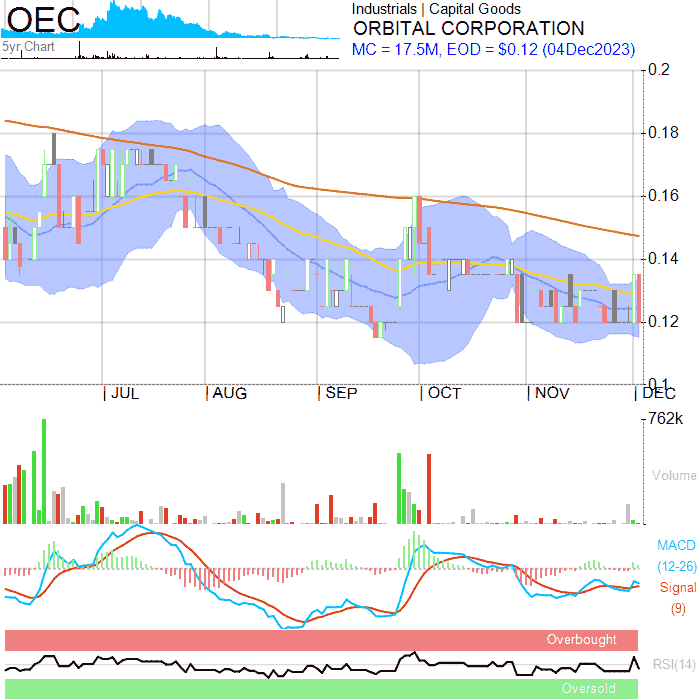 OEC
5yr Chart
Industrials | Capital Goods
ORBITAL CORPORATION
MC = 17.5M, EOD = $0.12 (04Dec2023)
0.2
0.18
0.16
0.14
0.12
0.1
| JUL
| AUG
| SEP
| OCT
| NOV
| DEC
762k
Volume
MACD
(12-26)
Signal
(9)
Overbought
RSI(14)
Oversold